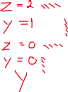 z = 2
y = 1
z = 0
y = 0
Y